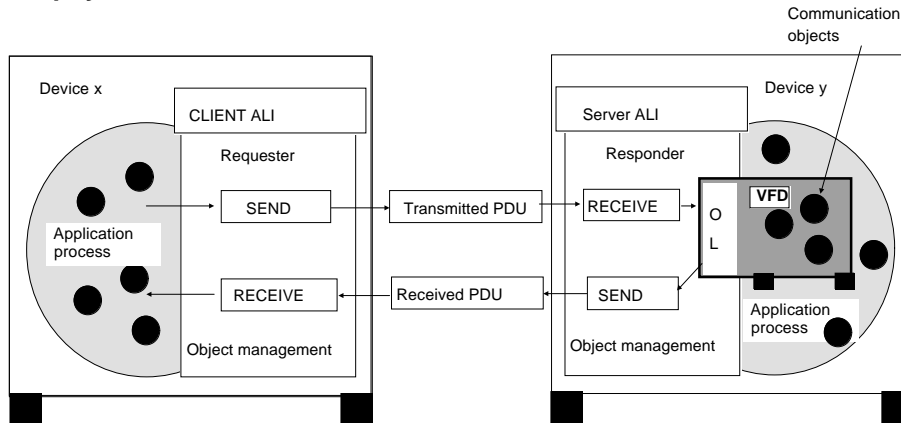 Communication
objects
Device x
CLIENT ALI
Requester
SEND
Application
process
RECEIVE
Object management
Transmitted PDU
Received PDU
Device y
Server ALI
Responder
RECEIVE
O
L
VFD
SEND
Application
process
Object management